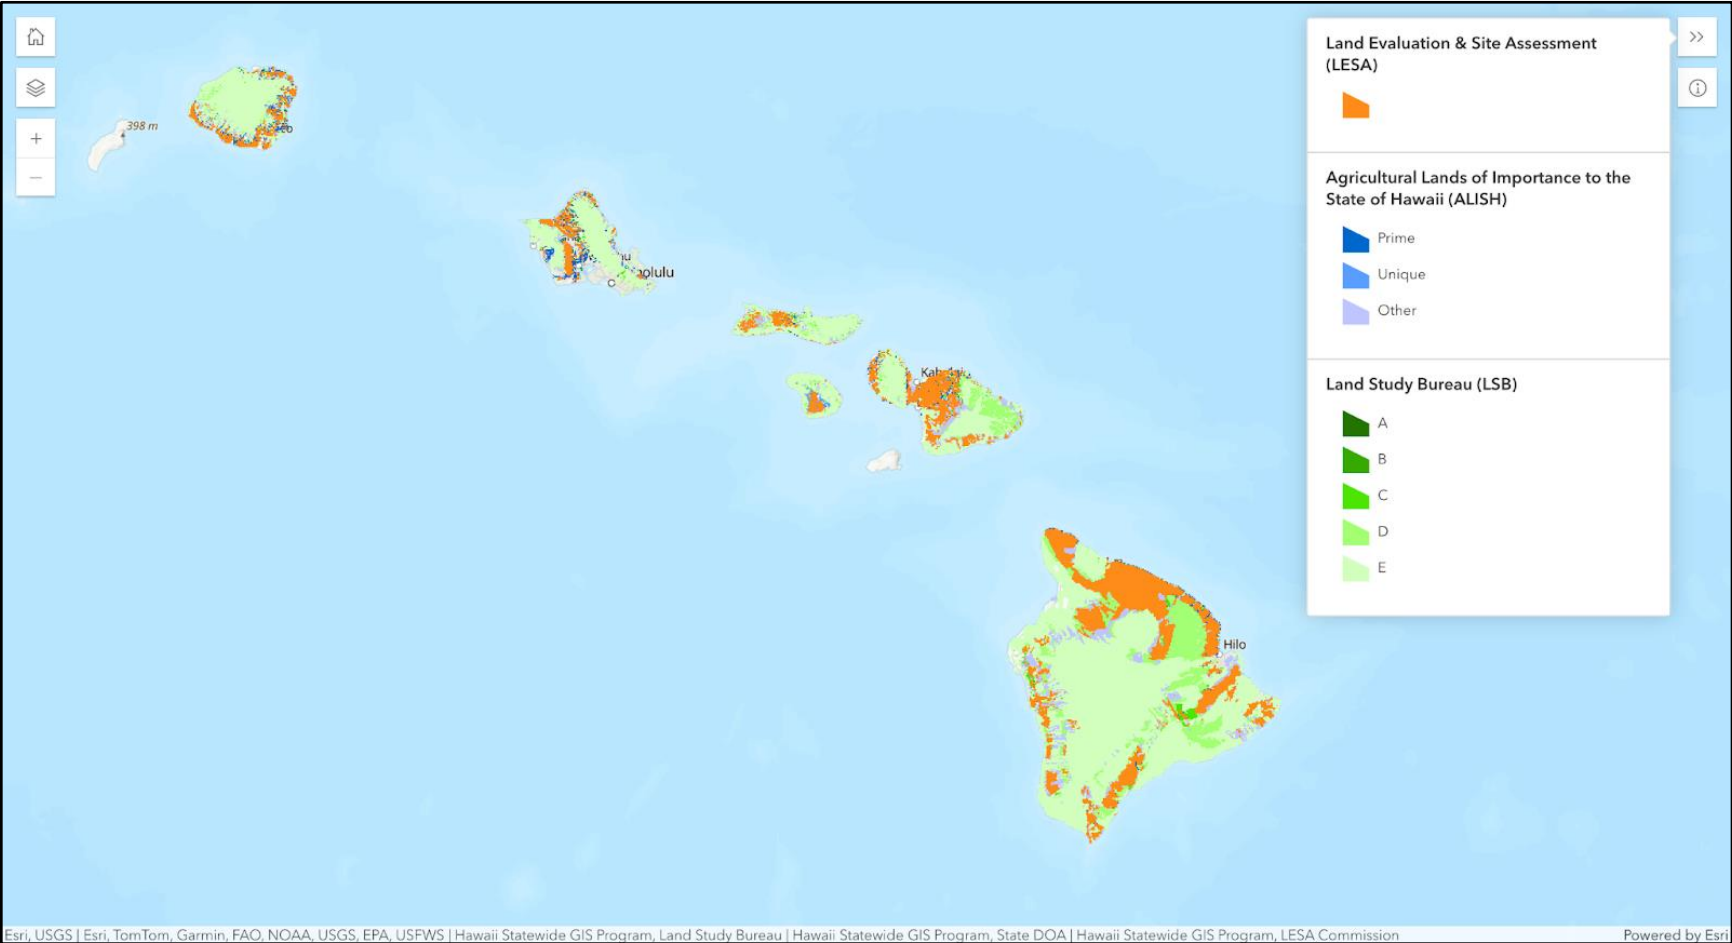 Land Evaluation & Site Assessment
(LESA)
Agricultural Lands of Importance to the
State of Hawaii (ALISH)
Prime
Unique
Other
Land Study Bureau (LSB)
A
B
C
D
E
398 m
Hilo
Esri, USGS | Esri, TomTom, Garmin, FAO, NOAA, USGS, EPA, USFWS | Hawaii Statewide GIS Program, Land Study Bureau | Hawaii Statewide GIS Program, State DOA | Hawaii Statewide GIS Program, LESA Commission
Powered by Esri